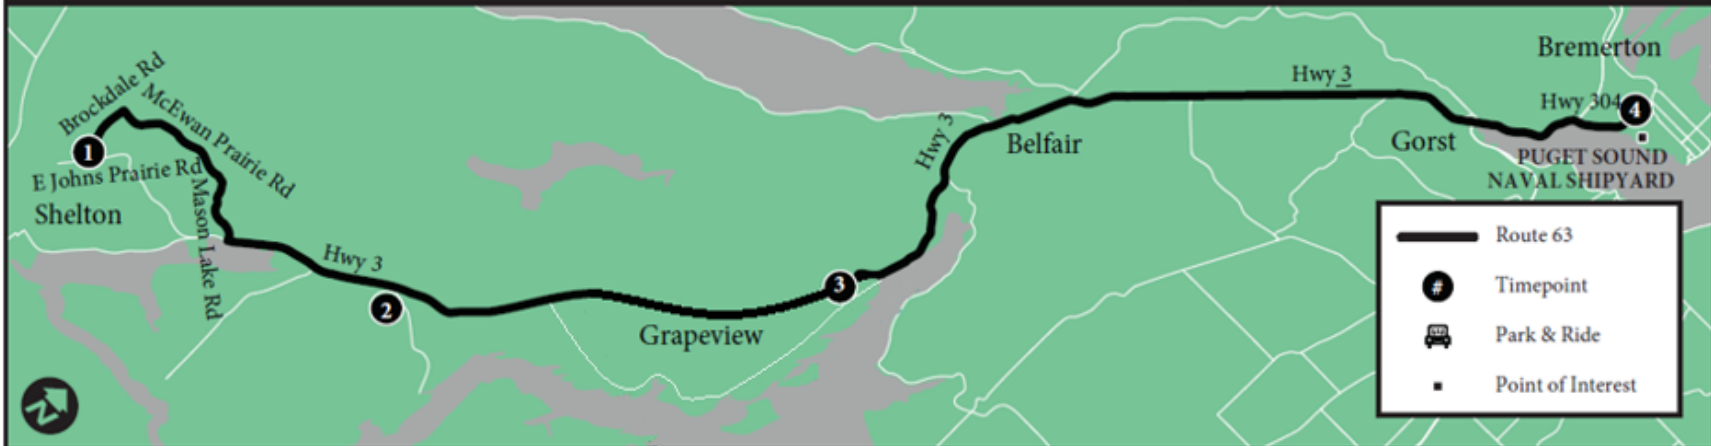 Bremerton
Brockdale Rd
McEwan Prairie Rd
Hwy 3
Hwy 304
4
1
Hwy 3
Belfair
Gorst
PUGET SOUND
NAVAL SHIPYARD
E Johns Prairie Rd
Mason Lake Rd
Shelton
Hwy 3
2
3
Grapeview
N
Route 63
# Timepoint
Park & Ride
Point of Interest